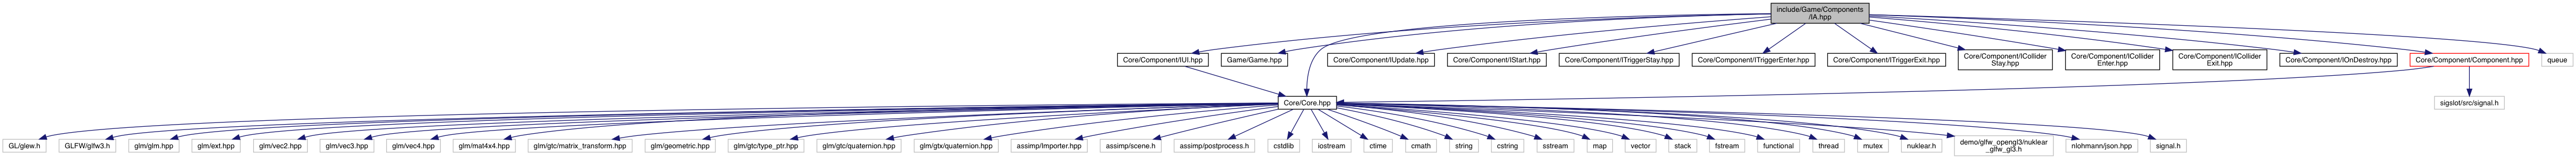 include/Game/Components
/IA.hpp
Core/Component/IUI.hpp
Game/Game.hpp
Core/Component/IUpdate.hpp
Core/Component/IStart.hpp
Core/Component/ITriggerStay.hpp
Core/Component/ITriggerEnter.hpp
Core/Component/ITriggerExit.hpp
Core/Component/ICollider
Stay.hpp
Core/Component/ICollider
Enter.hpp
Core/Component/ICollider
Exit.hpp
Core/Component/IOnDestroy.hpp
Core/Component/Component.hpp
queue
Core/Core.hpp
sigslot/src/signal.h
GL/glew.h
GLFW/glfw3.h
glm/glm.hpp
glm/ext.hpp
glm/vec2.hpp
glm/vec3.hpp
glm/vec4.hpp
glm/mat4x4.hpp
glm/gtc/matrix_transform.hpp
glm/geometric.hpp
glm/gtc/type_ptr.hpp
glm/gtc/quaternion.hpp
glm/gtx/quaternion.hpp
assimp/Importer.hpp
assimp/scene.h
assimp/postprocess.h
cstdlib
iostream
ctime
cmath
string
cstring
sstream
map
vector
stack
fstream
functional
thread
mutex
nuklear.h
demo/glfw_opengl3/nuklear
_glfw_gl3.h
nlohmann/json.hpp
signal.h